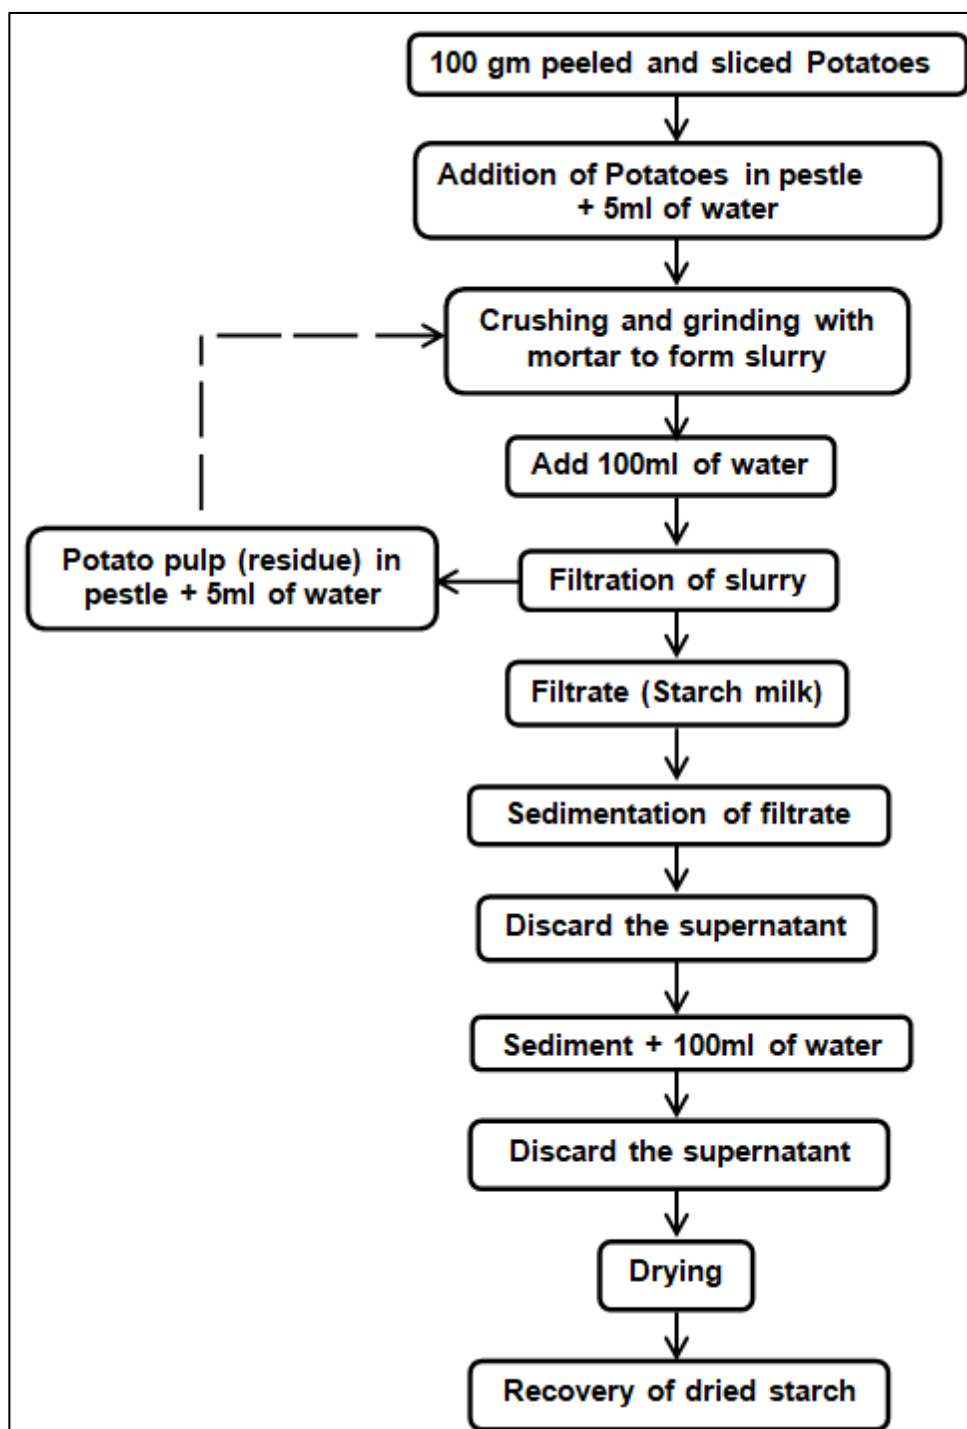 100 gm peeled and sliced Potatoes
Addition of Potatoes in pestle
+ 5ml of water
Crushing and grinding with
mortar to form slurry
Add 100ml of water
Potato pulp (residue) in
pestle + 5ml of water
Filtration of slurry
Filtrate (Starch milk)
Sedimentation of filtrate
Discard the supernatant
Sediment + 100ml of water
Discard the supernatant
Drying
Recovery of dried starch